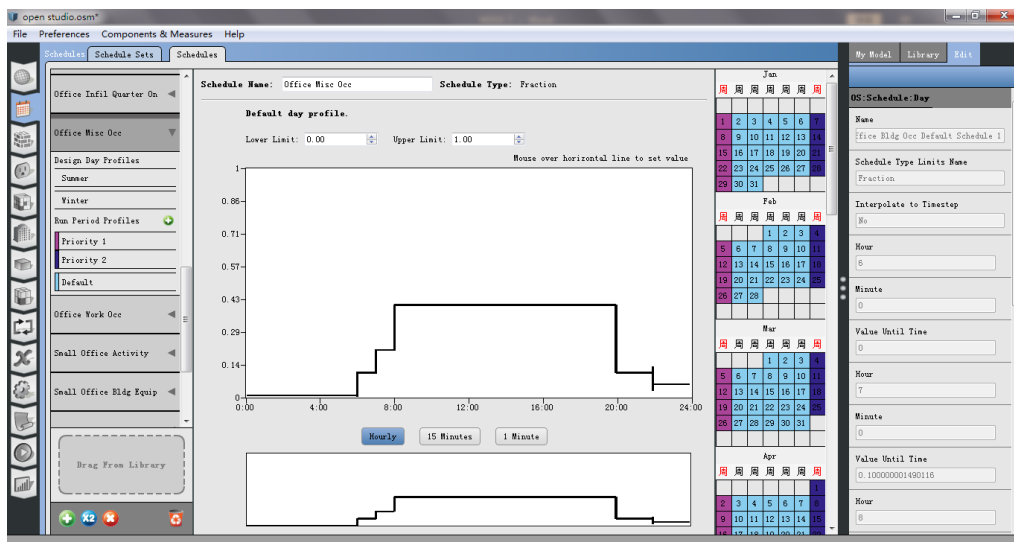 open studio.osm*
File Preferences Components & Measures Help
Schedules Schedule Sets Schedules
My Model Library Edit
Office Infil Quarter On
Office Misc Occ
Design Day Profiles
Summer
Winter
Run Period Profiles
Priority 1
Priority 2
Default
Office Work Occ
Small Office Activity
Small Office Bldg Equip
Drag From Library
X2
Schedule Name: Office Misc Occ Schedule Type: Fraction
Default day profile.
Lower Limit: 0.00 Upper Limit: 1.00
Mouse over horizontal line to set value
1
0.86
0.71
0.57
0.43
0.29
0.14
0
0:00 4:00 8:00 12:00 16:00 20:00 24:00
Hourly 15 Minutes 1 Minute
Jan
周 周 周 周 周 周 周
1 2 3 4 5 6 7
8 9 10 11 12 13 14
15 16 17 18 19 20 21
22 23 24 25 26 27 28
29 30 31
Feb
周 周 周 周 周 周 周
1 2 3 4
5 6 7 8 9 10 11
12 13 14 15 16 17 18
19 20 21 22 23 24 25
26 27 28
Mar
周 周 周 周 周 周 周
1 2 3 4
5 6 7 8 9 10 11
12 13 14 15 16 17 18
19 20 21 22 23 24 25
26 27 28 29 30 31
Apr
周 周 周 周 周 周 周
1
2 3 4 5 6 7 8
9 10 11 12 13 14 15
16 17 18 19 20 21
OS:Schedule:Day
Name
ffice Bldg Occ Default Schedule 1
Schedule Type Limits Name
Fraction
Interpolate to Timestep
No
Hour
6
Minute
0
Value Until Time
0
Hour
7
Minute
0
Value Until Time
0.100000001490116
Hour
8